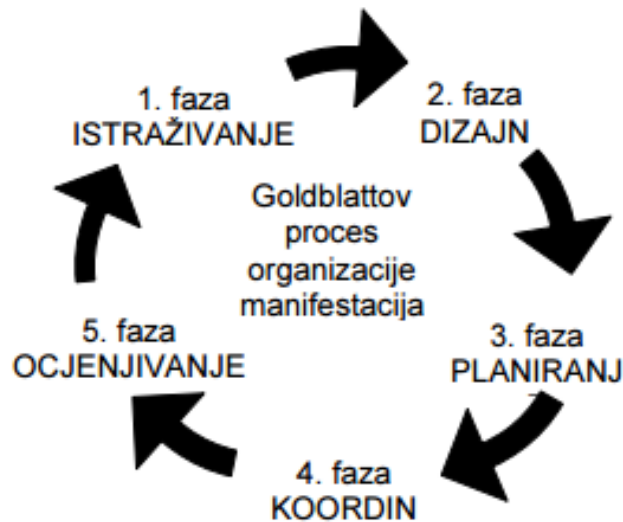 1. faza
ISTRAŽIVANJE
2. faza
DIZAJN
Goldblattov
proces
organizacije
manifestacija
3. faza
PLANIRANJ
4. faza
KOORDIN
5. faza
OCJENJIVANJE